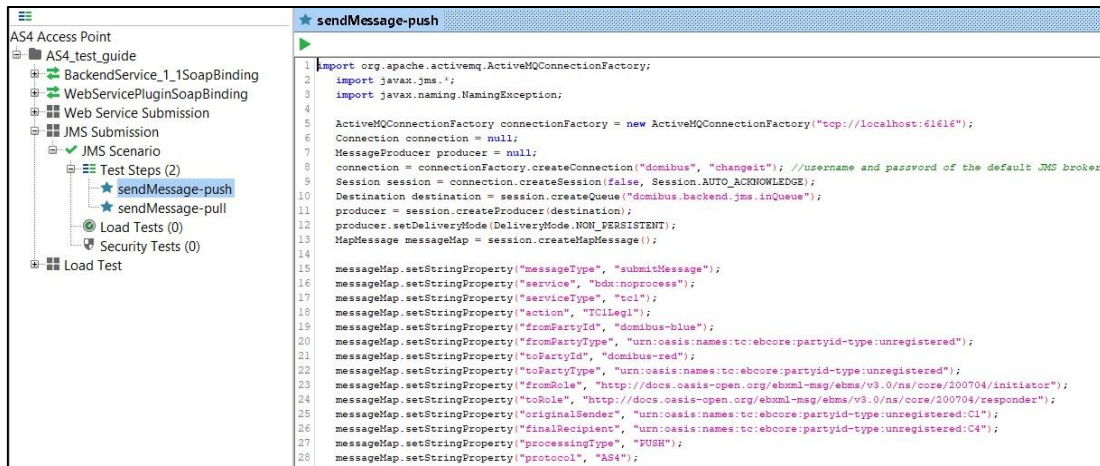 AS4 Access Point
AS4_test_guide
BackendService_1_1SoapBinding
WebServicePluginSoapBinding
Web Service Submission
JMS Submission
JMS Scenario
Test Steps (2)
sendMessage-push
sendMessage-pull
Load Tests (0)
Security Tests (0)
Load Test
sendMessage-push
1 import org.apache.activemq.ActiveMQConnectionFactory;
2 import javax.jms.*;
3 import javax.naming.NamingException;
4
5 ActiveMQConnectionFactory connectionFactory = new ActiveMQConnectionFactory("tcp://localhost:61616");
6 Connection connection = null;
7 MessageProducer producer = null;
8 connection = connectionFactory.createConnection("domibus", "changeit"); //username and password of the default JMS broker
9 Session session = connection.createSession(false, Session.AUTO_ACKNOWLEDGE);
10 Destination destination = session.createQueue("domibus.backend.jms.inQueue");
11 producer = session.createProducer(destination);
12 producer.setDeliveryMode(DeliveryMode.NON_PERSISTENT);
13 MapMessage messageMap = session.createMapMessage();
14
15 messageMap.setStringProperty("messageType", "submitMessage");
16 messageMap.setStringProperty("service", "bdx:noprocess");
17 messageMap.setStringProperty("serviceType", "tc1");
18 messageMap.setStringProperty("action", "TC1Leg1");
19 messageMap.setStringProperty("fromPartyId", "domibus-blue");
20 messageMap.setStringProperty("fromPartyType", "urn:oasis:names:tc:ebcore:partyid-type:unregistered");
21 messageMap.setStringProperty("toPartyId", "domibus-red");
22 messageMap.setStringProperty("toPartyType", "urn:oasis:names:tc:ebcore:partyid-type:unregistered");
23 messageMap.setStringProperty("fromRole", "http://docs.oasis-open.org/ebxml-msg/ebms/v3.0/ns/core/200704/initiator");
24 messageMap.setStringProperty("toRole", "http://docs.oasis-open.org/ebxml-msg/ebms/v3.0/ns/core/200704/responder");
25 messageMap.setStringProperty("originalSender", "urn:oasis:names:tc:ebcore:partyid-type:unregistered:C1");
26 messageMap.setStringProperty("finalRecipient", "urn:oasis:names:tc:ebcore:partyid-type:unregistered:C4");
27 messageMap.setStringProperty("processingType", "PUSH");
28 messageMap.setStringProperty("protocol", "AS4");